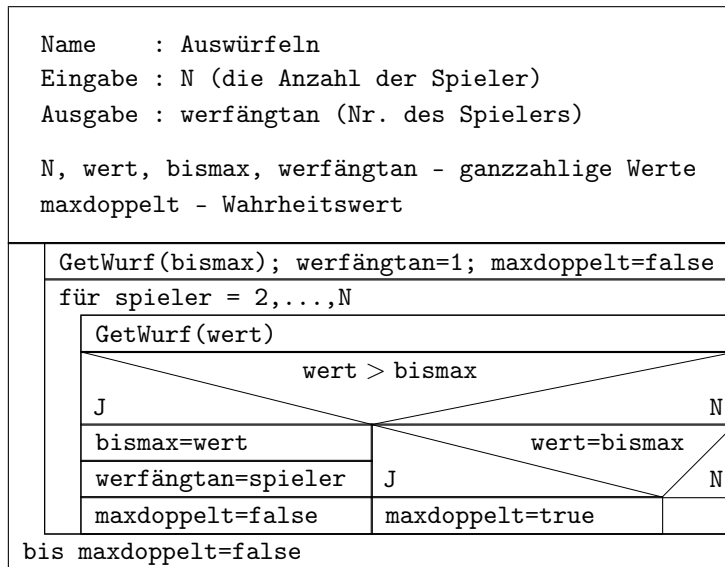 Name    : Auswürfeln
Eingabe : N (die Anzahl der Spieler)
Ausgabe : werfängtan (Nr. des Spielers)
N, wert, bismax, werfängtan - ganzzahlige Werte
maxdoppelt - Wahrheitswert
GetWurf(bismax); werfängtan=1; maxdoppelt=false
für spieler = 2,...,N
GetWurf(wert)
wert > bismax
J N
bismax=wert wert=bismax
werfängtan=spieler J N
maxdoppelt=false maxdoppelt=true
bis maxdoppelt=false